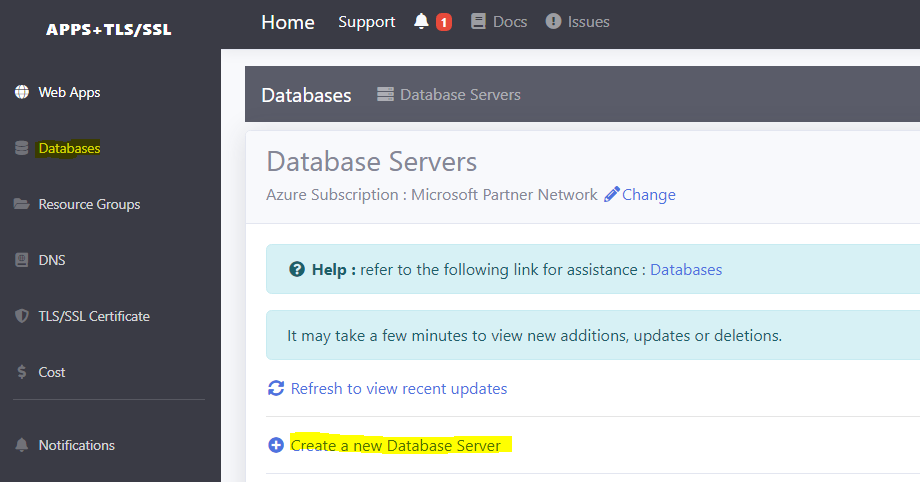 APPS+TLS/SSL
Web Apps
Databases
Resource Groups
DNS
TLS/SSL Certificate
Cost
Notifications
Home Support 1 Docs Issues
Databases Database Servers
Database Servers
Azure Subscription : Microsoft Partner Network Change
Help : refer to the following link for assistance : Databases
It may take a few minutes to view new additions, updates or deletions.
Refresh to view recent updates
Create a new Database Server